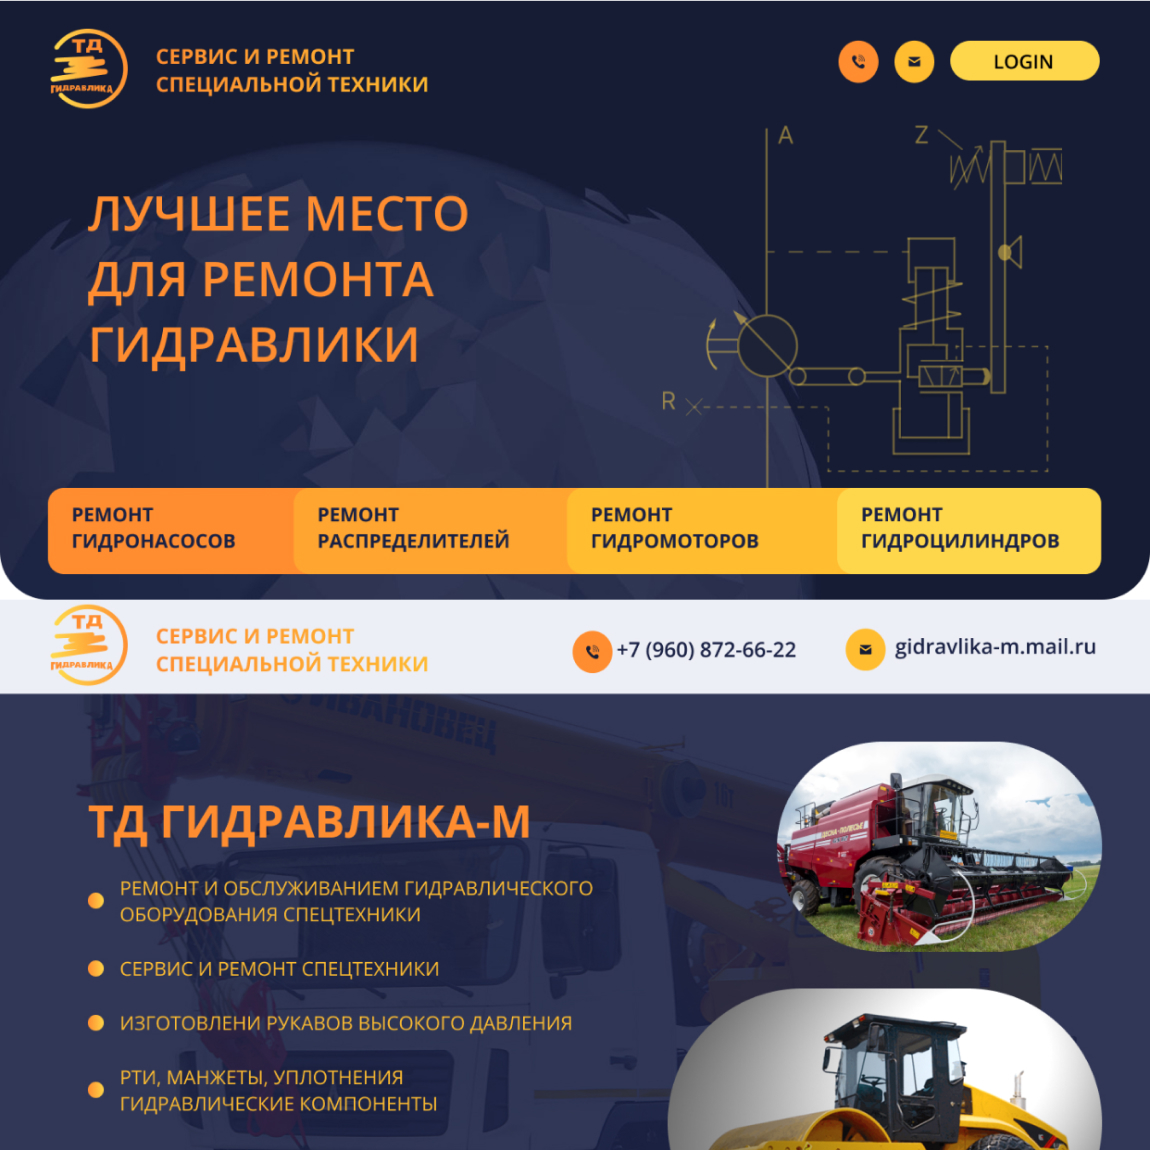 ТД
ГИДРАВЛИКА
СЕРВИС И РЕМОНТ
СПЕЦИАЛЬНОЙ ТЕХНИКИ
LOGIN
A
Z
ЛУЧШЕЕ МЕСТО
ДЛЯ РЕМОНТА
ГИДРАВЛИКИ
R
РЕМОНТ
ГИДРОНАСОСОВ
РЕМОНТ
РАСПРЕДЕЛИТЕЛЕЙ
РЕМОНТ
ГИДРОМОТОРОВ
РЕМОНТ
ГИДРОЦИЛИНДРОВ
ТД
ГИДРАВЛИКА
СЕРВИС И РЕМОНТ
СПЕЦИАЛЬНОЙ ТЕХНИКИ
+7 (960) 872-66-22
gidravlika-m.mail.ru
ИВАНОВЕЦ
ТД ГИДРАВЛИКА-М
РЕМОНТ И ОБСЛУЖИВАНИЕМ ГИДРАВЛИЧЕСКОГО
ОБОРУДОВАНИЯ СПЕЦТЕХНИКИ
СЕРВИС И РЕМОНТ СПЕЦТЕХНИКИ
ИЗГОТОВЛЕНИ РУКАВОВ ВЫСОКОГО ДАВЛЕНИЯ
РТИ, МАНЖЕТЫ, УПЛОТНЕНИЯ
ГИДРАВЛИЧЕСКИЕ КОМПОНЕНТЫ